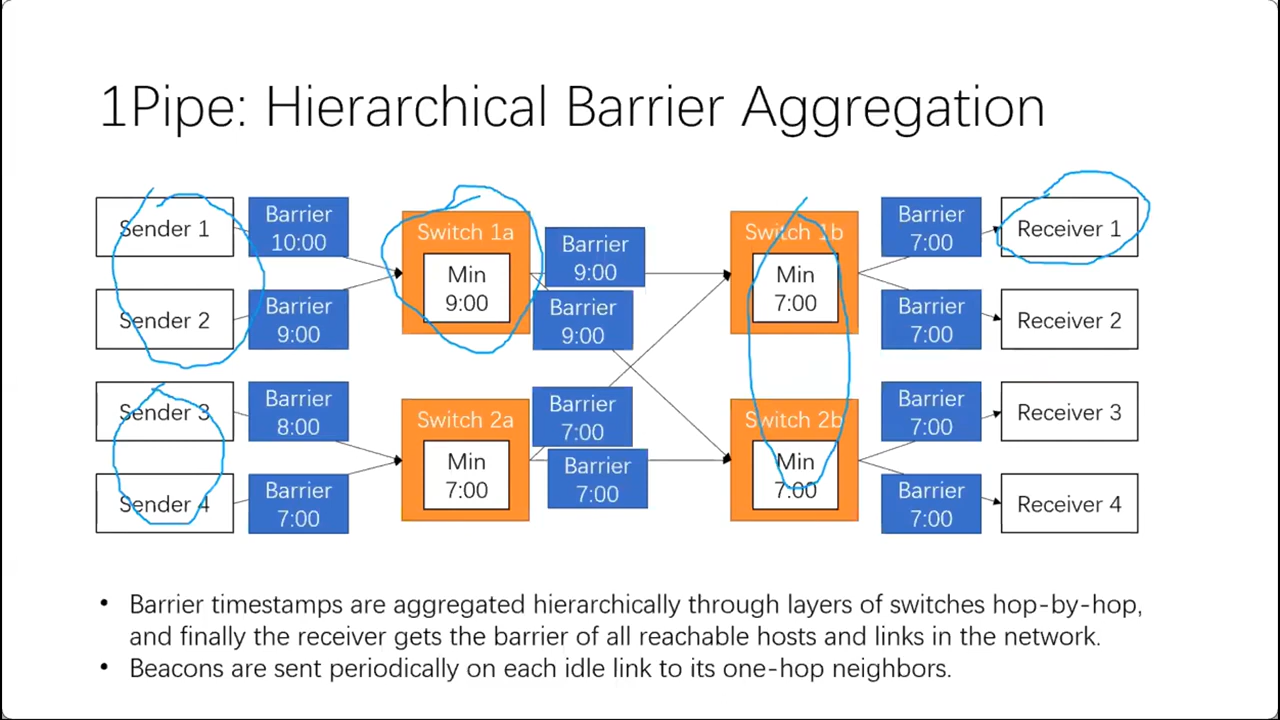 1Pipe: Hierarchical Barrier Aggregation
Sender 1
Barrier
10:00
Sender 2
Barrier
9:00
Sender 3
Barrier
8:00
Sender 4
Barrier
7:00
Switch 1a
Min
9:00
Switch 2a
Min
7:00
Barrier
9:00
Barrier
9:00
Barrier
7:00
Barrier
7:00
Switch 1b
Min
7:00
Switch 2b
Min
7:00
Barrier
7:00
Receiver 1
Barrier
7:00
Receiver 2
Barrier
7:00
Receiver 3
Barrier
7:00
Receiver 4
• Barrier timestamps are aggregated hierarchically through layers of switches hop-by-hop,
and finally the receiver gets the barrier of all reachable hosts and links in the network.
• Beacons are sent periodically on each idle link to its one-hop neighbors.